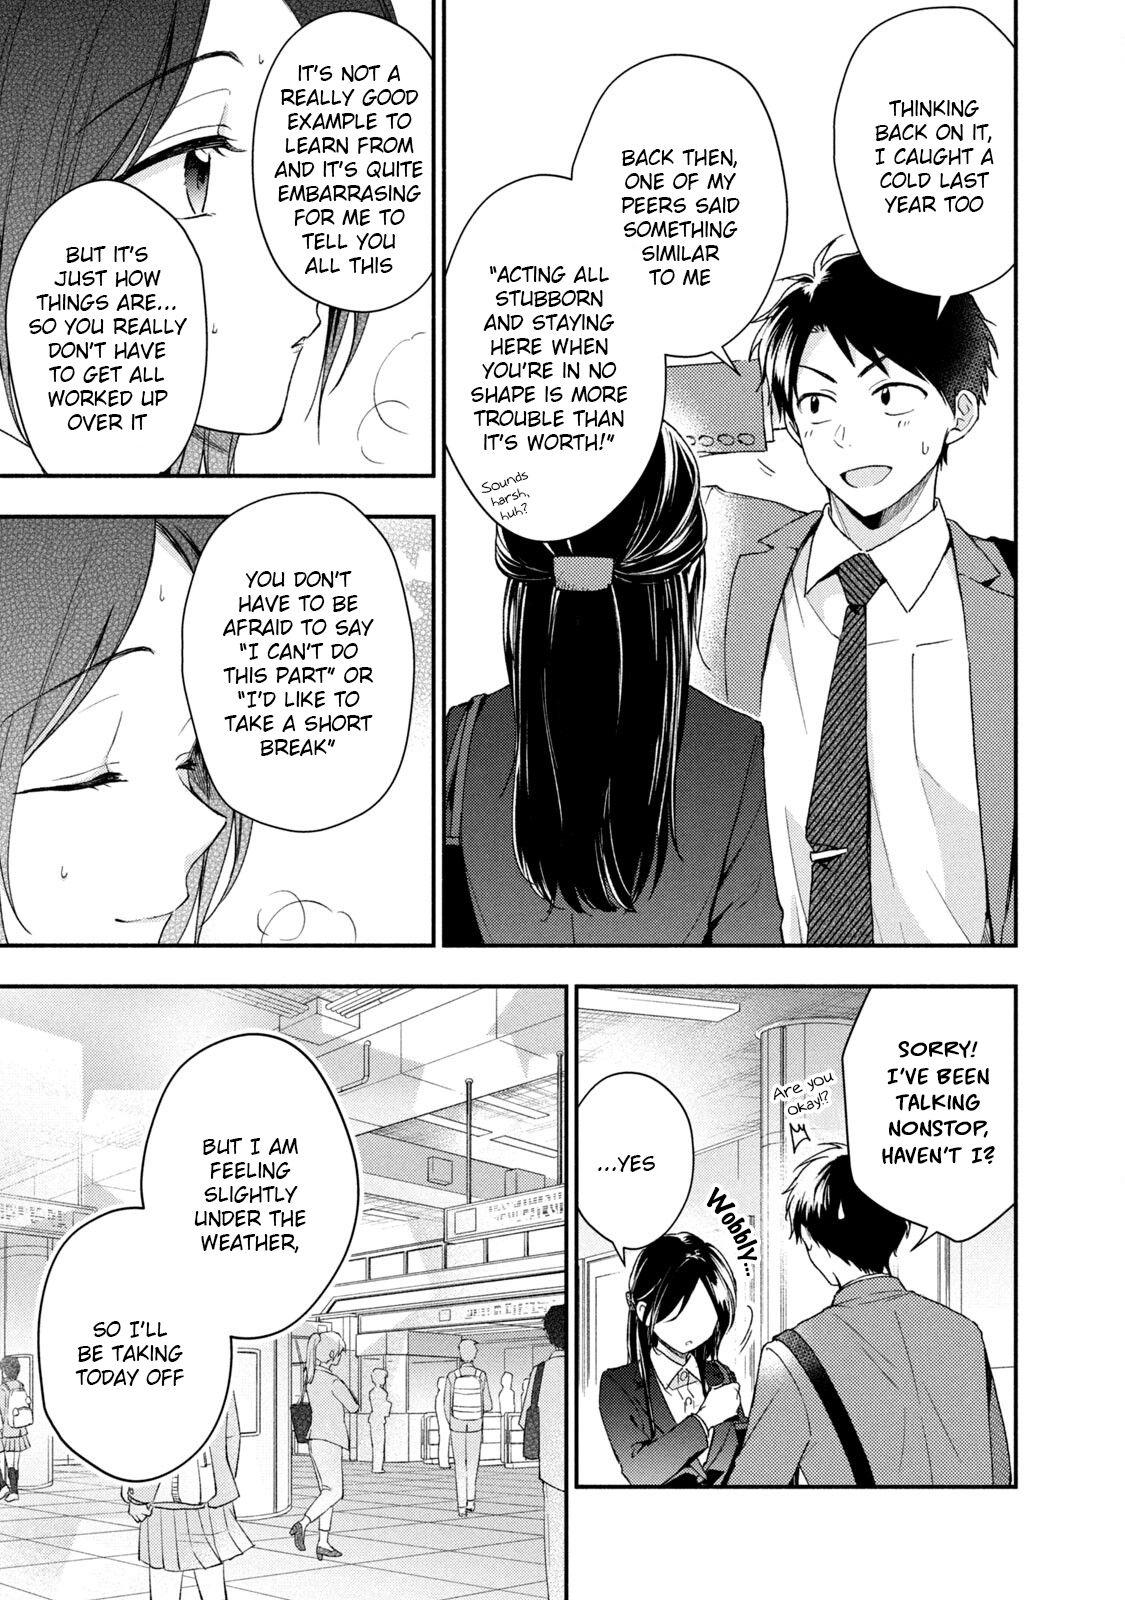 THINKING
BACK ON IT,
I CAUGHT A
COLD LAST
YEAR TOO
BACK THEN,
ONE OF MY
PEERS SAID
SOMETHING
SIMILAR
TO ME
"ACTING ALL
STUBBORN
AND STAYING
HERE WHEN
YOU'RE IN NO
SHAPE IS MORE
TROUBLE THAN
IT'S WORTH!"
Sounds
harsh,
huh?
IT'S NOT A
REALLY GOOD
EXAMPLE TO
LEARN FROM
AND IT'S QUITE
EMBARRASING
FOR ME TO
TELL YOU
ALL THIS
BUT IT'S
JUST HOW
THINGS ARE...
SO YOU REALLY
DON'T HAVE
TO GET ALL
WORKED UP
OVER IT
YOU DON'T
HAVE TO BE
AFRAID TO SAY
"I CAN'T DO
THIS PART" OR
"I'D LIKE TO
TAKE A SHORT
BREAK"
SORRY!
I'VE BEEN
TALKING
NONSTOP,
HAVEN'T I?
Are you
okay!?
...YES
Wobbly...
BUT I AM
FEELING
SLIGHTLY
UNDER THE
WEATHER,
SO I'LL
BE TAKING
TODAY OFF